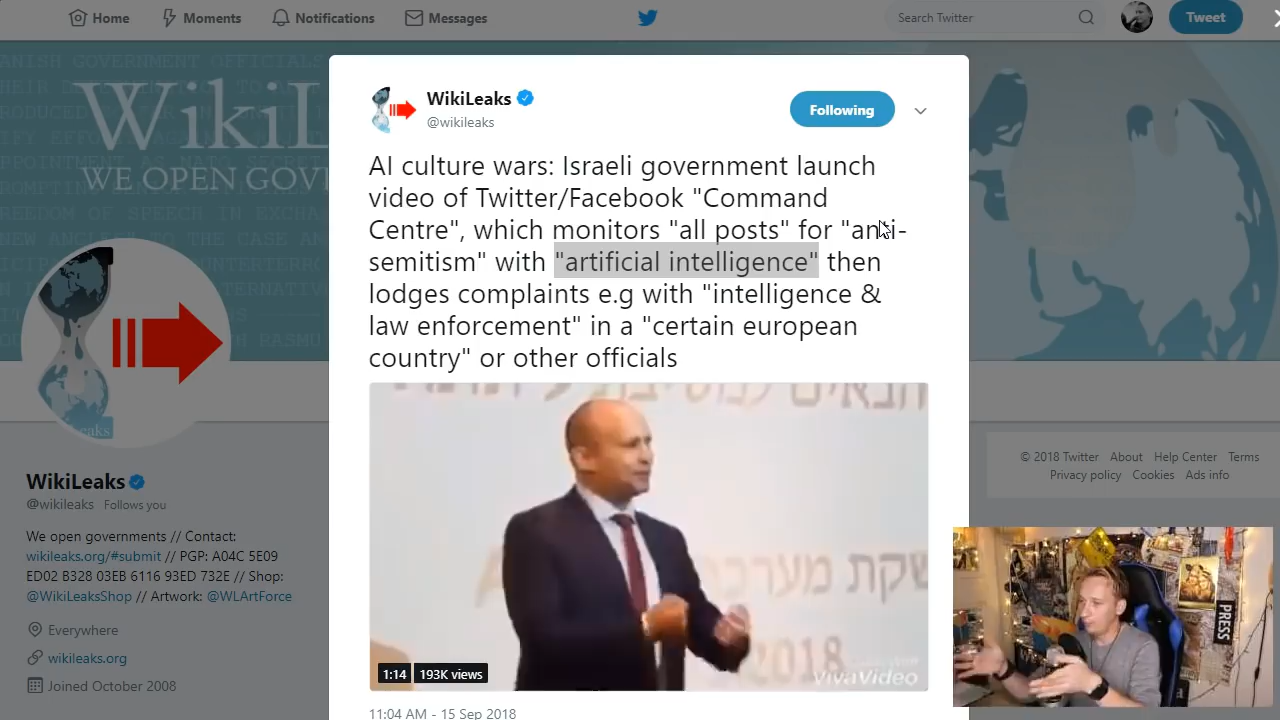 Home
Moments
Notifications
Messages
Search Twitter
Tweet
WikiL
WE OPEN GOV
WikiLeaks
@wikileaks
Following
AI culture wars: Israeli government launch
video of Twitter/Facebook "Command
Centre", which monitors "all posts" for "anti-
semitism" with "artificial intelligence" then
lodges complaints e.g with "intelligence &
law enforcement" in a "certain european
country" or other officials
2018
VivaVideo
1:14
193K views
11:04 AM - 15 Sep 2018
eaks
WikiLeaks
@wikileaks Follows you
We open governments // Contact:
wikileaks.org/#submit // PGP: A04C 5E09
ED02 B328 03EB 6116 93ED 732E // Shop:
@WikiLeaksShop // Artwork: @WLArtForce
Everywhere
wikileaks.org
Joined October 2008
© 2018 Twitter About Help Center Terms
Privacy policy Cookies Ads info
PRESS